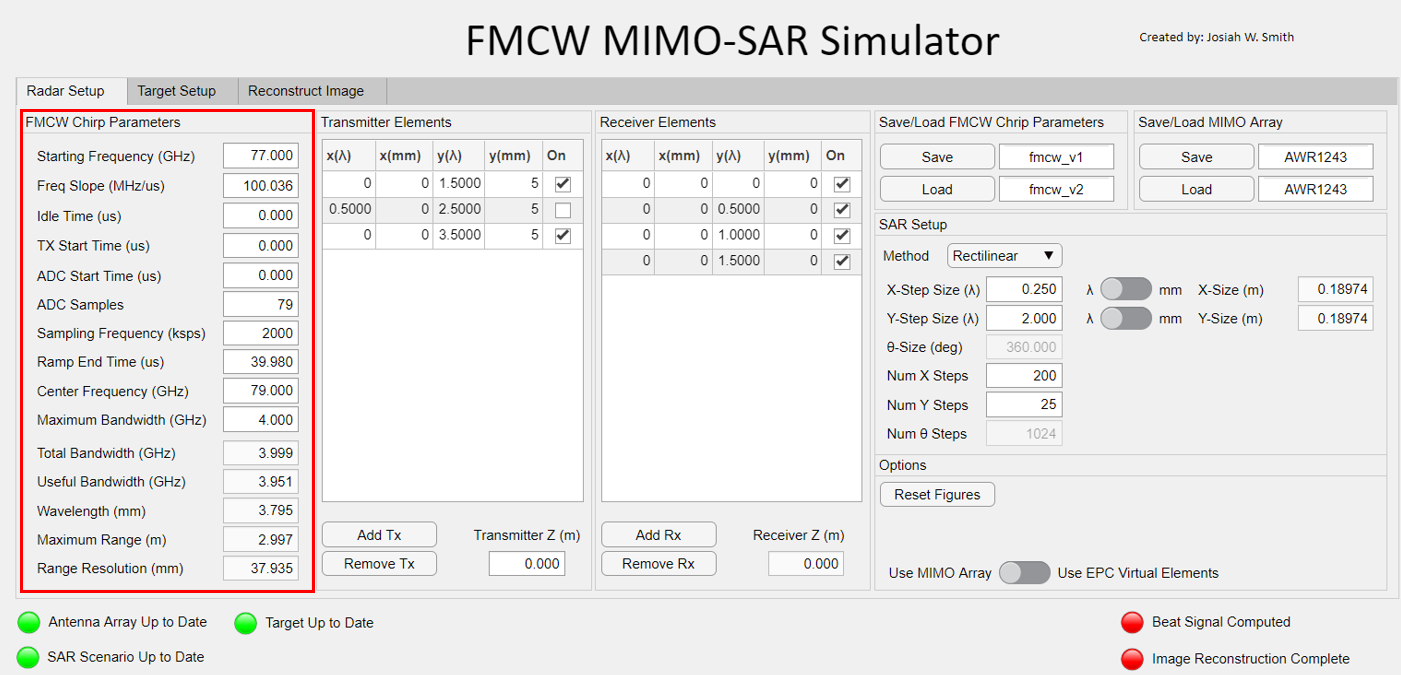 FMCW MIMO-SAR Simulator
Created by: Josiah W. Smith
Radar Setup Target Setup Reconstruct Image
FMCW Chirp Parameters
Starting Frequency (GHz) 77.000
Freq Slope (MHz/us) 100.036
Idle Time (us) 0.000
TX Start Time (us) 0.000
ADC Start Time (us) 0.000
ADC Samples 79
Sampling Frequency (ksps) 2000
Ramp End Time (us) 39.980
Center Frequency (GHz) 79.000
Maximum Bandwidth (GHz) 4.000
Total Bandwidth (GHz) 3.999
Useful Bandwidth (GHz) 3.951
Wavelength (mm) 3.795
Maximum Range (m) 2.997
Range Resolution (mm) 37.935
Transmitter Elements
x(λ) x(mm) y(λ) y(mm) On
0 0 1.5000 5
0.5000 0 2.5000 5
0 0 3.5000 5
Add Tx
Remove Tx
Transmitter Z (m)
0.000
Receiver Elements
x(λ) x(mm) y(λ) y(mm) On
0 0 0 0
0 0 0.5000 0
0 0 1.0000 0
0 0 1.5000 0
Add Rx
Remove Rx
Receiver Z (m)
0.000
Save/Load FMCW Chrip Parameters
Save fmcw_v1
Load fmcw_v2
Save/Load MIMO Array
Save AWR1243
Load AWR1243
SAR Setup
Method Rectilinear
X-Step Size (λ) 0.250 λ mm X-Size (m) 0.18974
Y-Step Size (λ) 2.000 λ mm Y-Size (m) 0.18974
θ-Size (deg) 360.000
Num X Steps 200
Num Y Steps 25
Num θ Steps 1024
Options
Reset Figures
Use MIMO Array Use EPC Virtual Elements
Antenna Array Up to Date Target Up to Date
SAR Scenario Up to Date
Beat Signal Computed
Image Reconstruction Complete